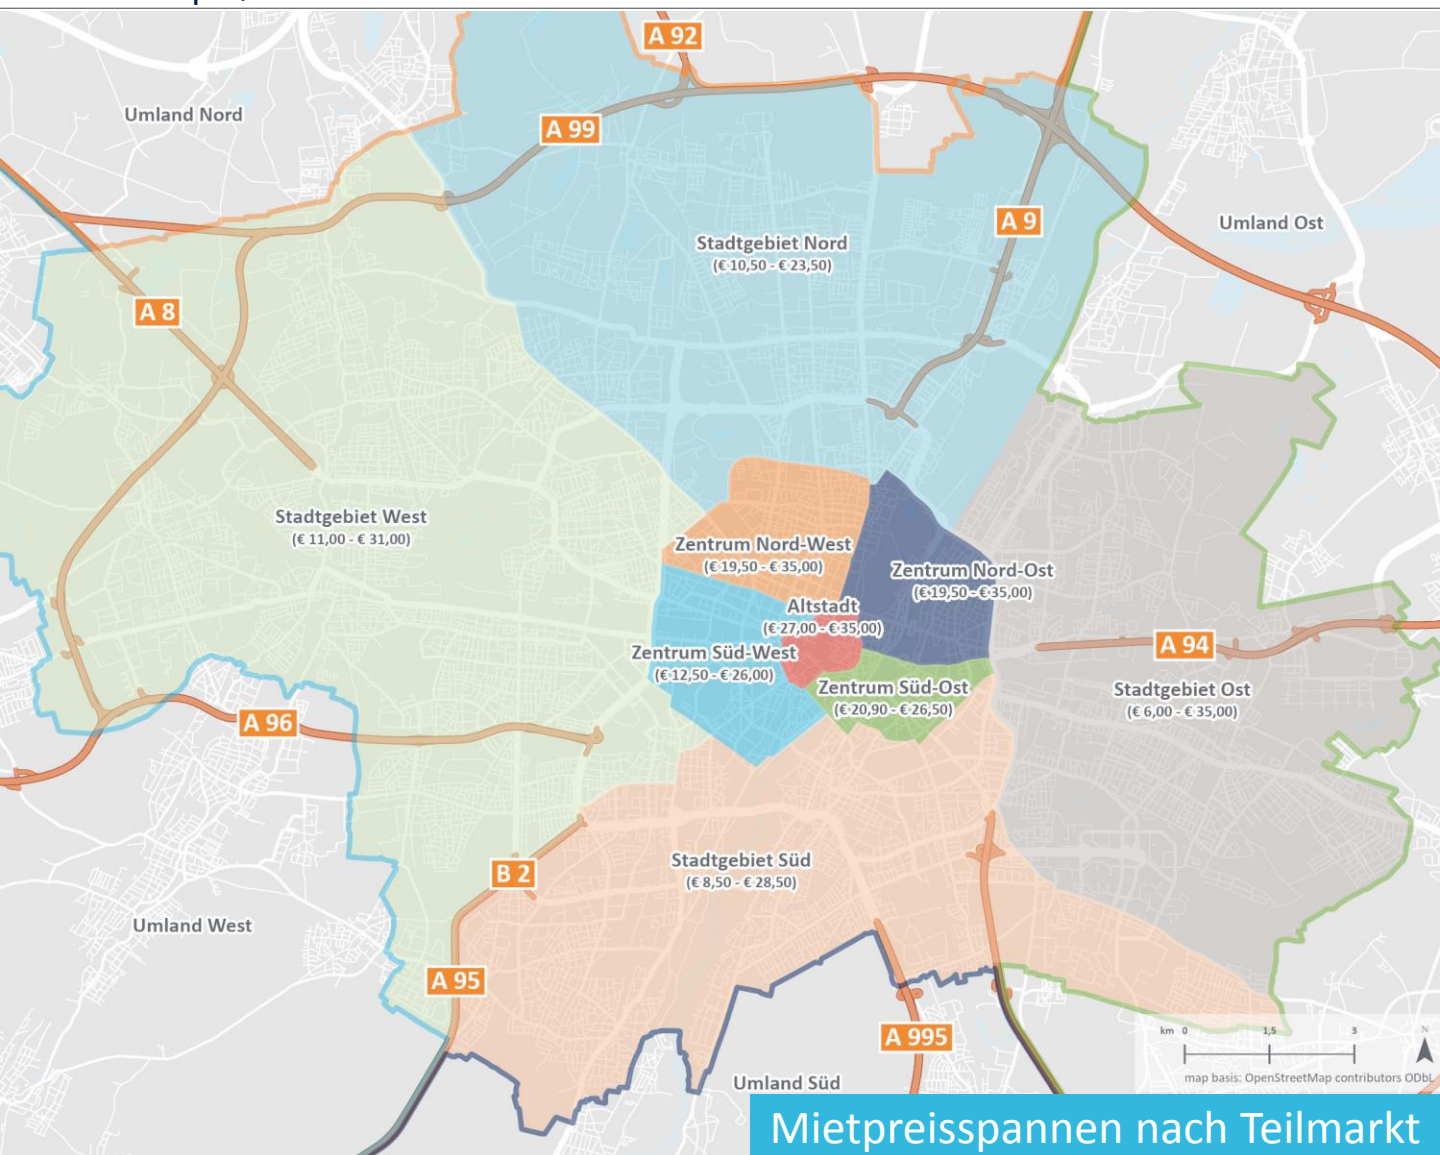 A 92
Umland Nord
A 99
A 9
Umland Ost
Stadtgebiet Nord
(€ 10,50 - € 23,50)
A 8
Stadtgebiet West
(€ 11,00 - € 31,00)
Zentrum Nord-West
(€ 19,50 - € 35,00)
Zentrum Nord-Ost
(€ 19,50 - € 35,00)
Altstadt
(€ 27,00 - € 35,00)
Zentrum Süd-West
(€ 12,50 - € 26,00)
A 94
Zentrum Süd-Ost
(€ 20,90 - € 26,50)
Stadtgebiet Ost
(€ 6,00 - € 35,00)
A 96
Stadtgebiet Süd
(€ 8,50 - € 28,50)
B 2
Umland West
A 95
A 995
km 0 1,5 3 N
map basis: OpenStreetMap contributors ODbL
Umland Süd
Mietpreisspannen nach Teilmarkt